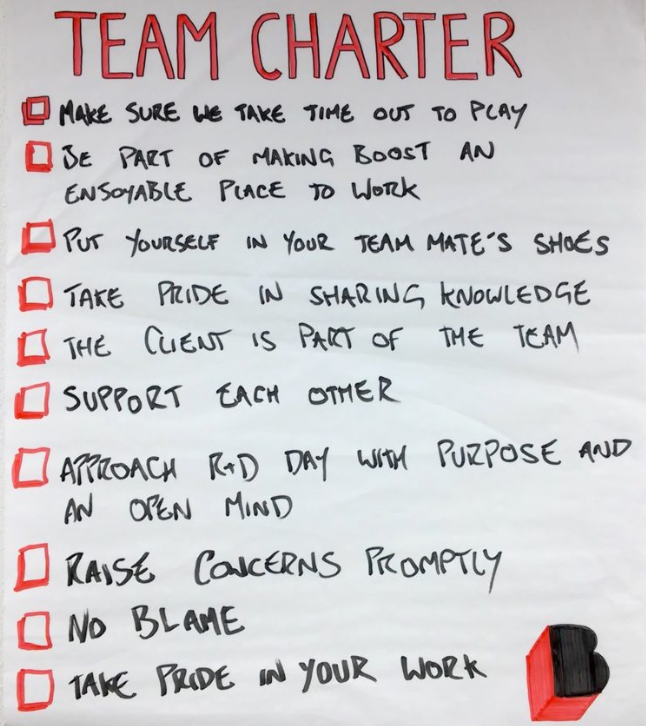 TEAM CHARTER
MAKE SURE WE TAKE TIME OUT TO PLAY
BE PART OF MAKING BOOST AN
ENJOYABLE PLACE TO WORK
PUT YOURSELF IN YOUR TEAM MATE'S SHOES
TAKE PRIDE IN SHARING KNOWLEDGE
THE CLIENT IS PART OF THE TEAM
SUPPORT EACH OTHER
APPROACH R+D DAY WITH PURPOSE AND
AN OPEN MIND
RAISE CONCERNS PROMPTLY
NO BLAME
TAKE PRIDE IN YOUR WORK
B